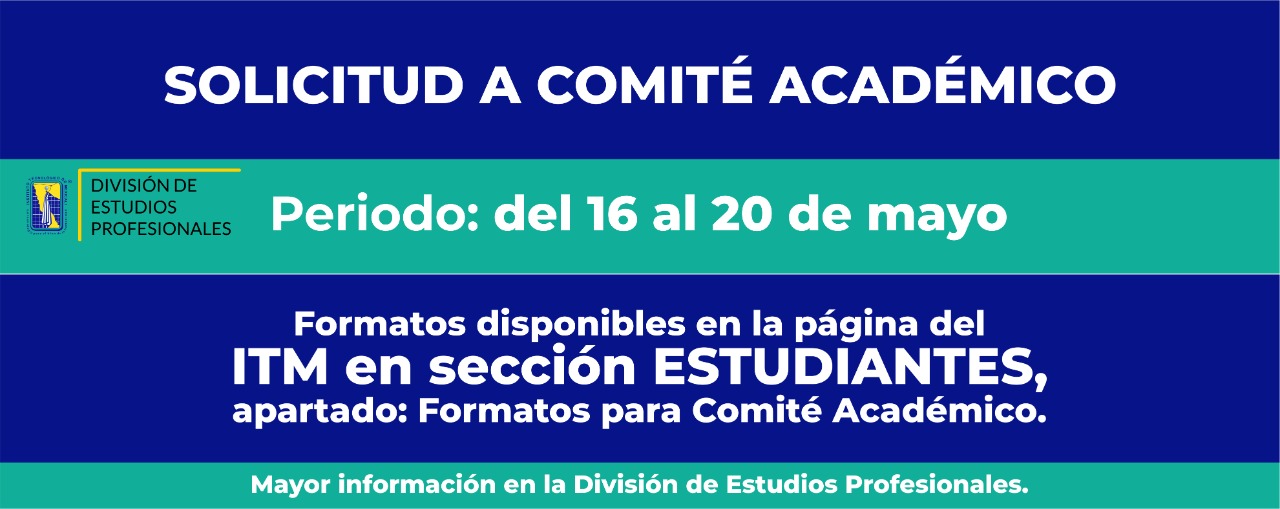 SOLICITUD A COMITÉ ACADÉMICO
DIVISIÓN DE
ESTUDIOS
PROFESIONALES
Periodo: del 16 al 20 de mayo
Formatos disponibles en la página del
ITM en sección ESTUDIANTES,
apartado: Formatos para Comité Académico.
Mayor información en la División de Estudios Profesionales.